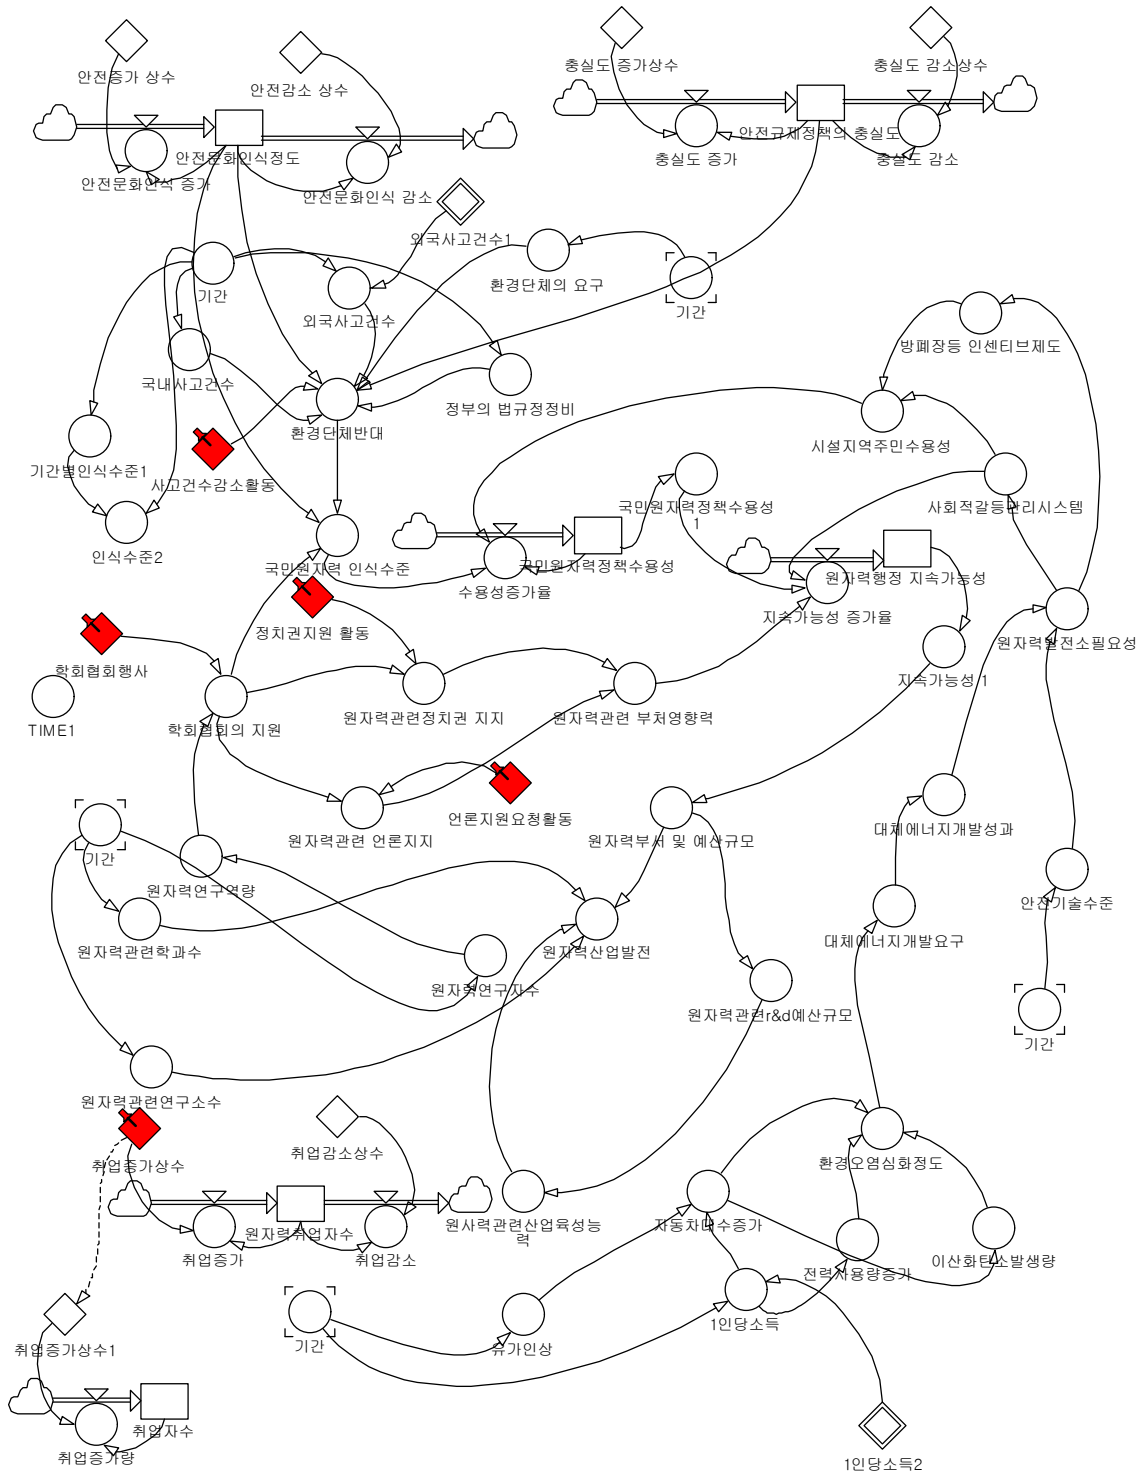 안전증가 상수
안전감소 상수
충실도 증가상수
충실도 감소상수
안전문화인식정도
안전규제정책의 충실도
충실도 증가
충실도 감소
안전문화인식 증가
안전문화인식 감소
외국사고건수1
환경단체의 요구
기간
외국사고건수
기간
방폐장등 인센티브제도
국내사고건수
정부의 법규정정비
환경단체반대
시설지역주민수용성
기간별인식수준1
사고건수감소활동
국민원자력정책수용성
1
사회적갈등관리시스템
인식수준2
국민원자력 인식수준
수용성증가율
국민원자력정책수용성
원자력행정 지속가능성
지속가능성 증가율
정치권지원 활동
원자력발전소필요성
학회협회행사
지속가능성 1
TIME1
학회협회의 지원
원자력관련정치권 지지
원자력관련 부처영향력
언론지원요청활동
원자력관련 언론지지
원자력부서 및 예산규모
대체에너지개발성과
기간
원자력연구역량
안전기술수준
원자력관련학과수
원자력산업발전
대체에너지개발요구
원자력연구자수
원자력관련r&d예산규모
기간
원자력관련연구소수
취업증가상수
취업감소상수
환경오염심화정도
원자력취업자수
원사력관련산업육성능
력
자동차대수증가
취업증가
취업감소
전력사용량증가
이산화탄소발생량
기간
유가인상
1인당소득
취업증가상수1
취업자수
취업증가량
1인당소득2